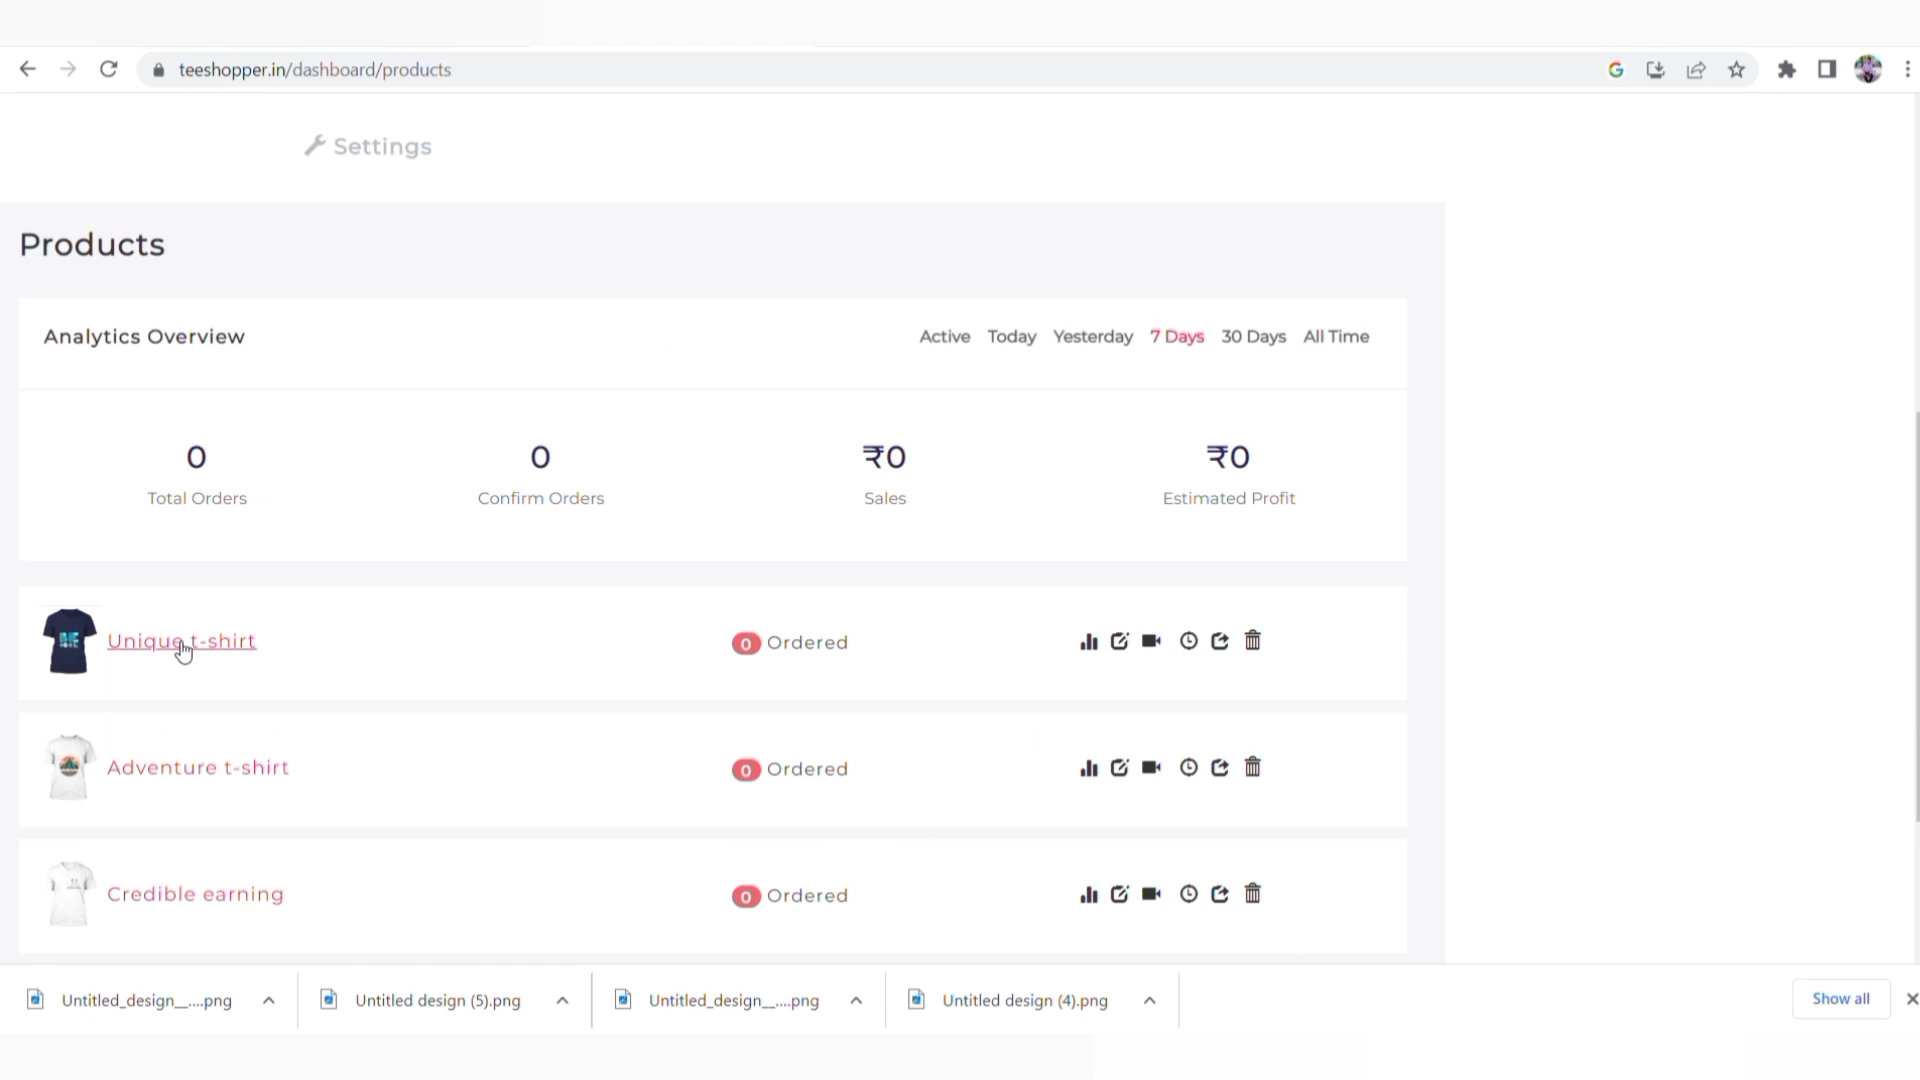 teeshopper.in/dashboard/products
Settings
Products
Analytics Overview
Active Today Yesterday 7 Days 30 Days All Time
0 0 ₹0 ₹0
Total Orders Confirm Orders Sales Estimated Profit
Unique t-shirt 0 Ordered
Adventure t-shirt 0 Ordered
Credible earning 0 Ordered
Untitled_design__....png Untitled design (5).png Untitled_design__....png Untitled design (4).png Show all